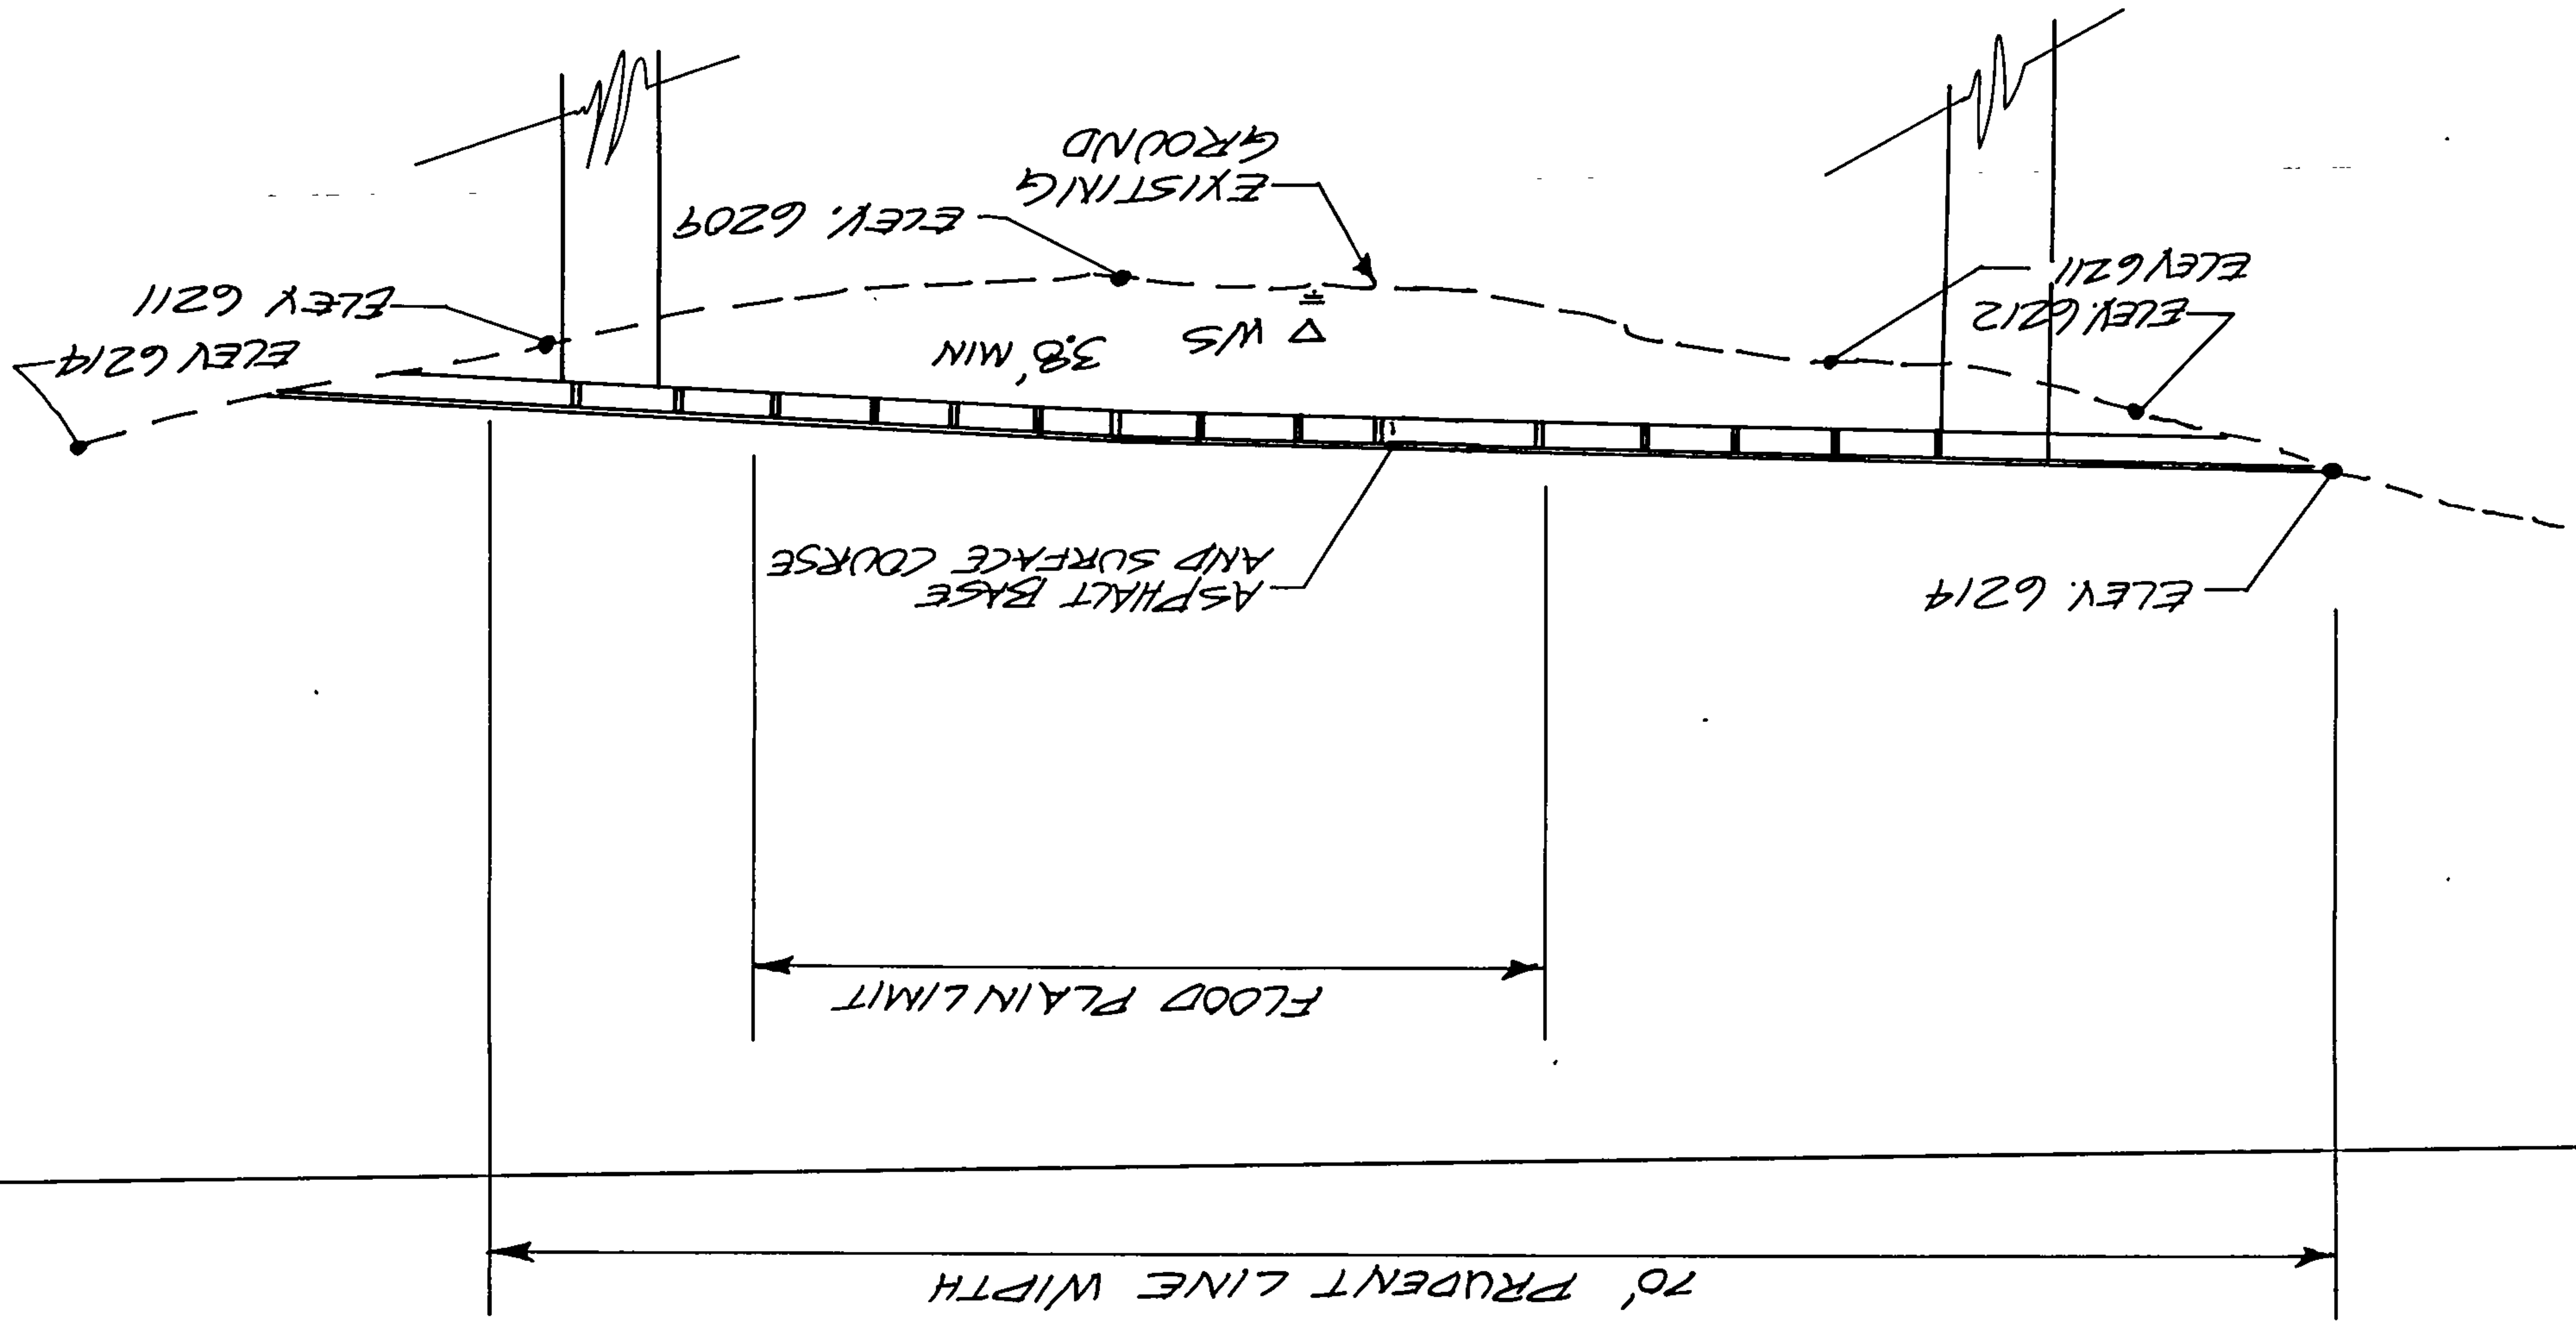 70' PRUDENT LINE WIDTH
FLOOD PLAIN LIMIT
ELEV. 6214
ASPHALT BASE
AND SURFACE COURSE
ELEV 6214
3.8' MIN
WS
ELEV. 6212
ELEV 6211
ELEV 6211
ELEV. 6209
EXISTING
GROUND